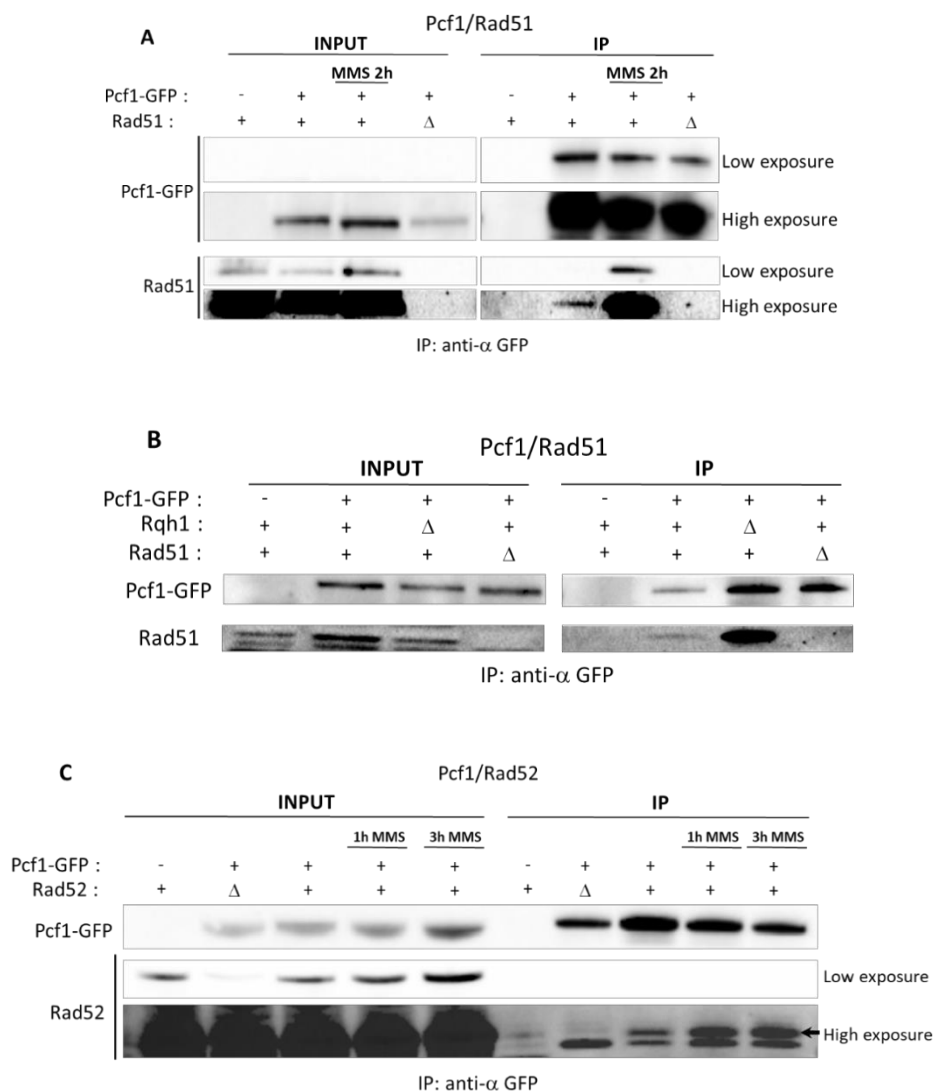 A
Pcf1/Rad51
INPUT IP
MMS 2h MMS 2h
Pcf1-GFP : - + + + - + + +
Rad51 : + + + Δ + + + Δ
Pcf1-GFP
Low exposure
High exposure
Rad51
Low exposure
High exposure
IP: anti-α GFP
B
Pcf1/Rad51
INPUT IP
Pcf1-GFP : - + + + - + + +
Rqh1 : + + Δ + + + Δ +
Rad51 : + + + Δ + + + Δ
Pcf1-GFP
Rad51
IP: anti-α GFP
C
Pcf1/Rad52
INPUT IP
1h MMS 3h MMS 1h MMS 3h MMS
Pcf1-GFP : - + + + + - + + + +
Rad52 : + Δ + + + + Δ + + +
Pcf1-GFP
Rad52
Low exposure
High exposure
IP: anti-α GFP